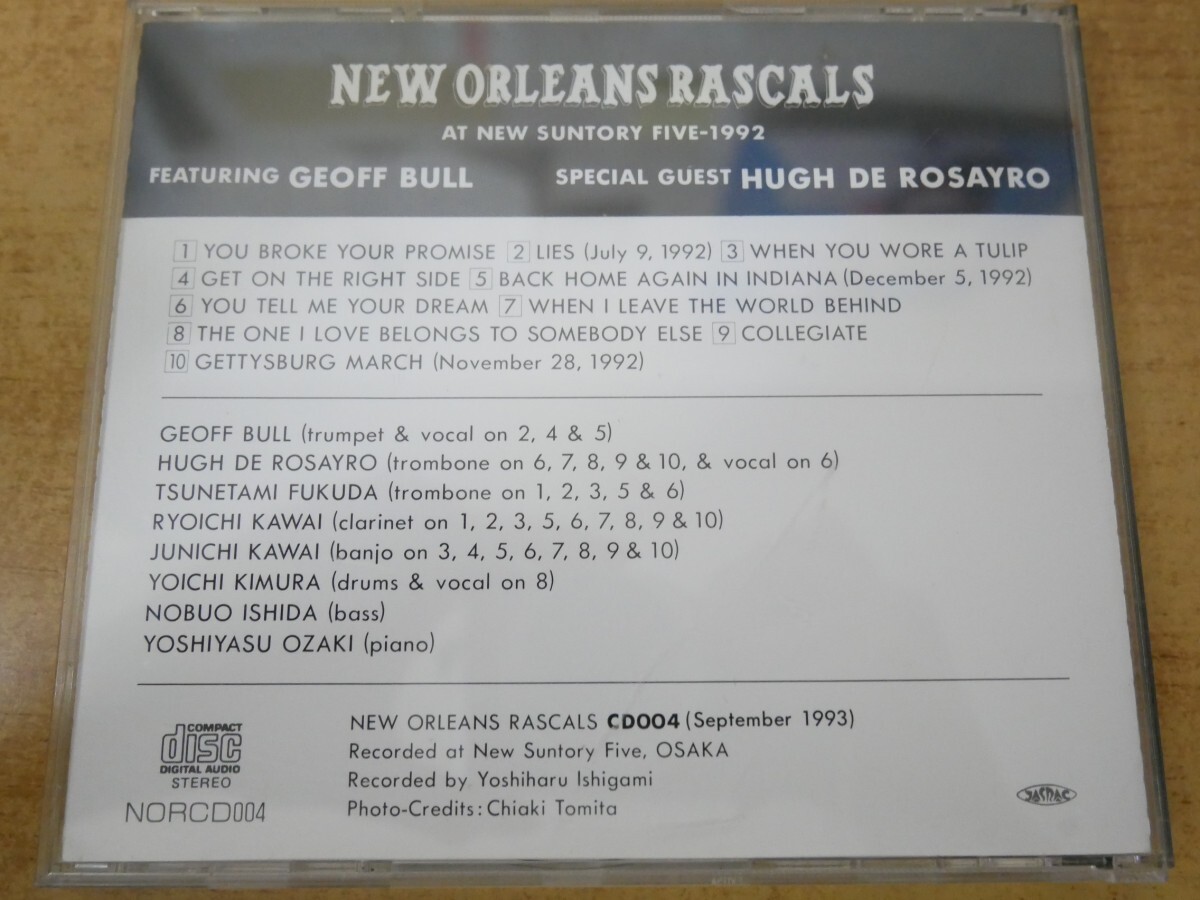 NEW ORLEANS RASCALS
AT NEW SUNTORY FIVE-1992
FEATURING GEOFF BULL SPECIAL GUEST HUGH DE ROSAYRO
1 YOU BROKE YOUR PROMISE 2 LIES (July 9, 1992) 3 WHEN YOU WORE A TULIP
4 GET ON THE RIGHT SIDE 5 BACK HOME AGAIN IN INDIANA (December 5, 1992)
6 YOU TELL ME YOUR DREAM 7 WHEN I LEAVE THE WORLD BEHIND
8 THE ONE I LOVE BELONGS TO SOMEBODY ELSE 9 COLLEGIATE
10 GETTYSBURG MARCH (November 28, 1992)
GEOFF BULL (trumpet & vocal on 2, 4 & 5)
HUGH DE ROSAYRO (trombone on 6, 7, 8, 9 & 10, & vocal on 6)
TSUNETAMI FUKUDA (trombone on 1, 2, 3, 5 & 6)
RYOICHI KAWAI (clarinet on 1, 2, 3, 5, 6, 7, 8, 9 & 10)
JUNICHI KAWAI (banjo on 3, 4, 5, 6, 7, 8, 9 & 10)
YOICHI KIMURA (drums & vocal on 8)
NOBUO ISHIDA (bass)
YOSHIYASU OZAKI (piano)
COMPACT
disc
DIGITAL AUDIO
STEREO
NORCD004
NEW ORLEANS RASCALS CD004 (September 1993)
Recorded at New Suntory Five, OSAKA
Recorded by Yoshiharu Ishigami
Photo-Credits: Chiaki Tomita
JASRAC